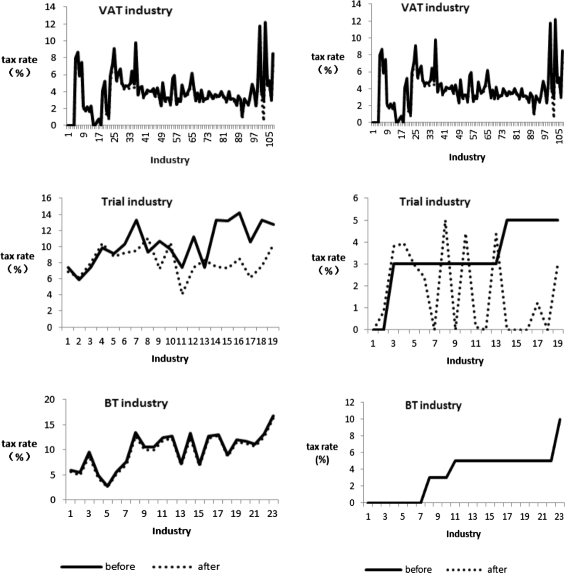 VAT industry
tax rate
(%)
14
12
10
8
6
4
2
0
1 9 17 25 33 41 49 57 65 73 81 89 97 105
Industry
VAT industry
tax rate
(%)
14
12
10
8
6
4
2
0
1 9 17 25 33 41 49 57 65 73 81 89 97 105
Industry
Trial industry
tax rate
(%)
16
14
12
10
8
6
4
2
0
1 2 3 4 5 6 7 8 9 10 11 12 13 14 15 16 17 18 19
Industry
Trial industry
tax rate
(%)
6
5
4
3
2
1
0
1 3 5 7 9 11 13 15 17 19
Industry
BT industry
tax rate
(%)
20
15
10
5
0
1 3 5 7 9 11 13 15 17 19 21 23
Industry
BT industry
tax rate
(%)
12
10
8
6
4
2
0
1 3 5 7 9 11 13 15 17 19 21 23
Industry
before after
before after